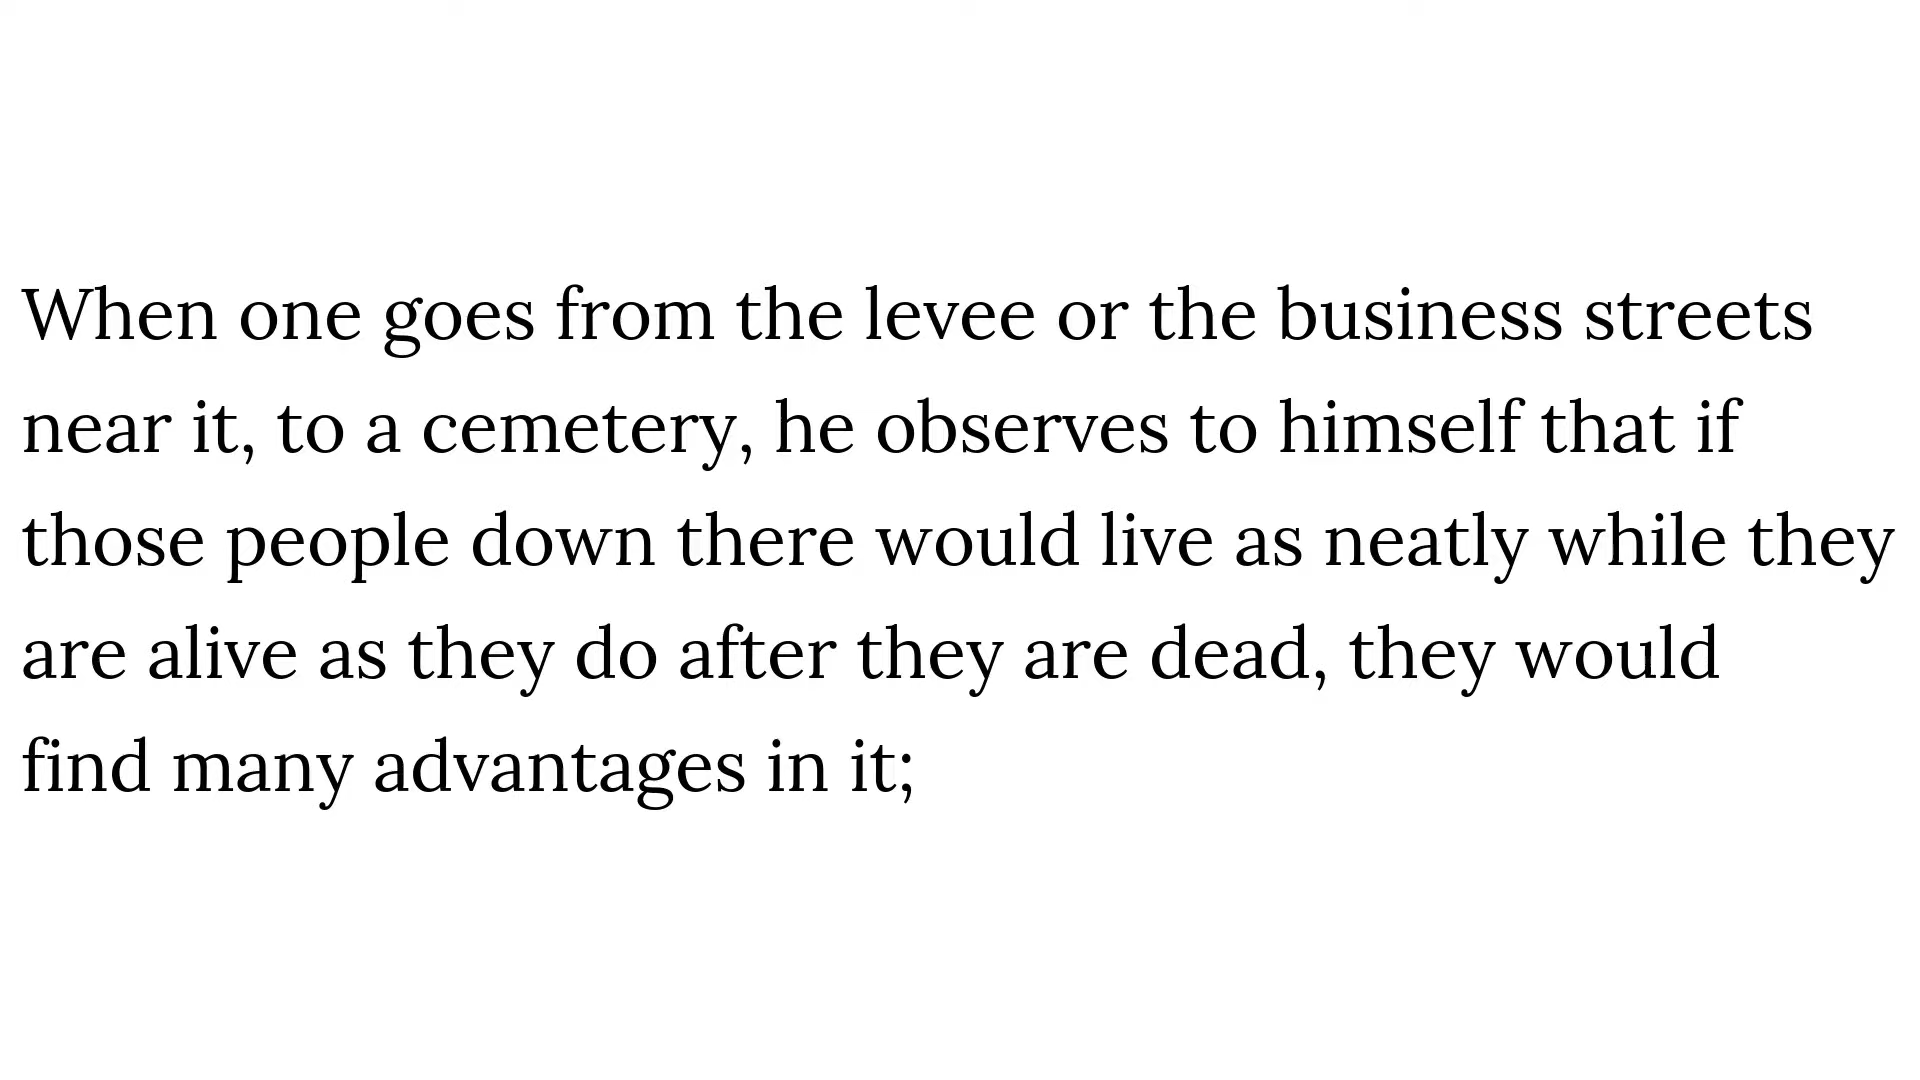 When one goes from the levee or the business streets
near it, to a cemetery, he observes to himself that if
those people down there would live as neatly while they
are alive as they do after they are dead, they would
find many advantages in it;